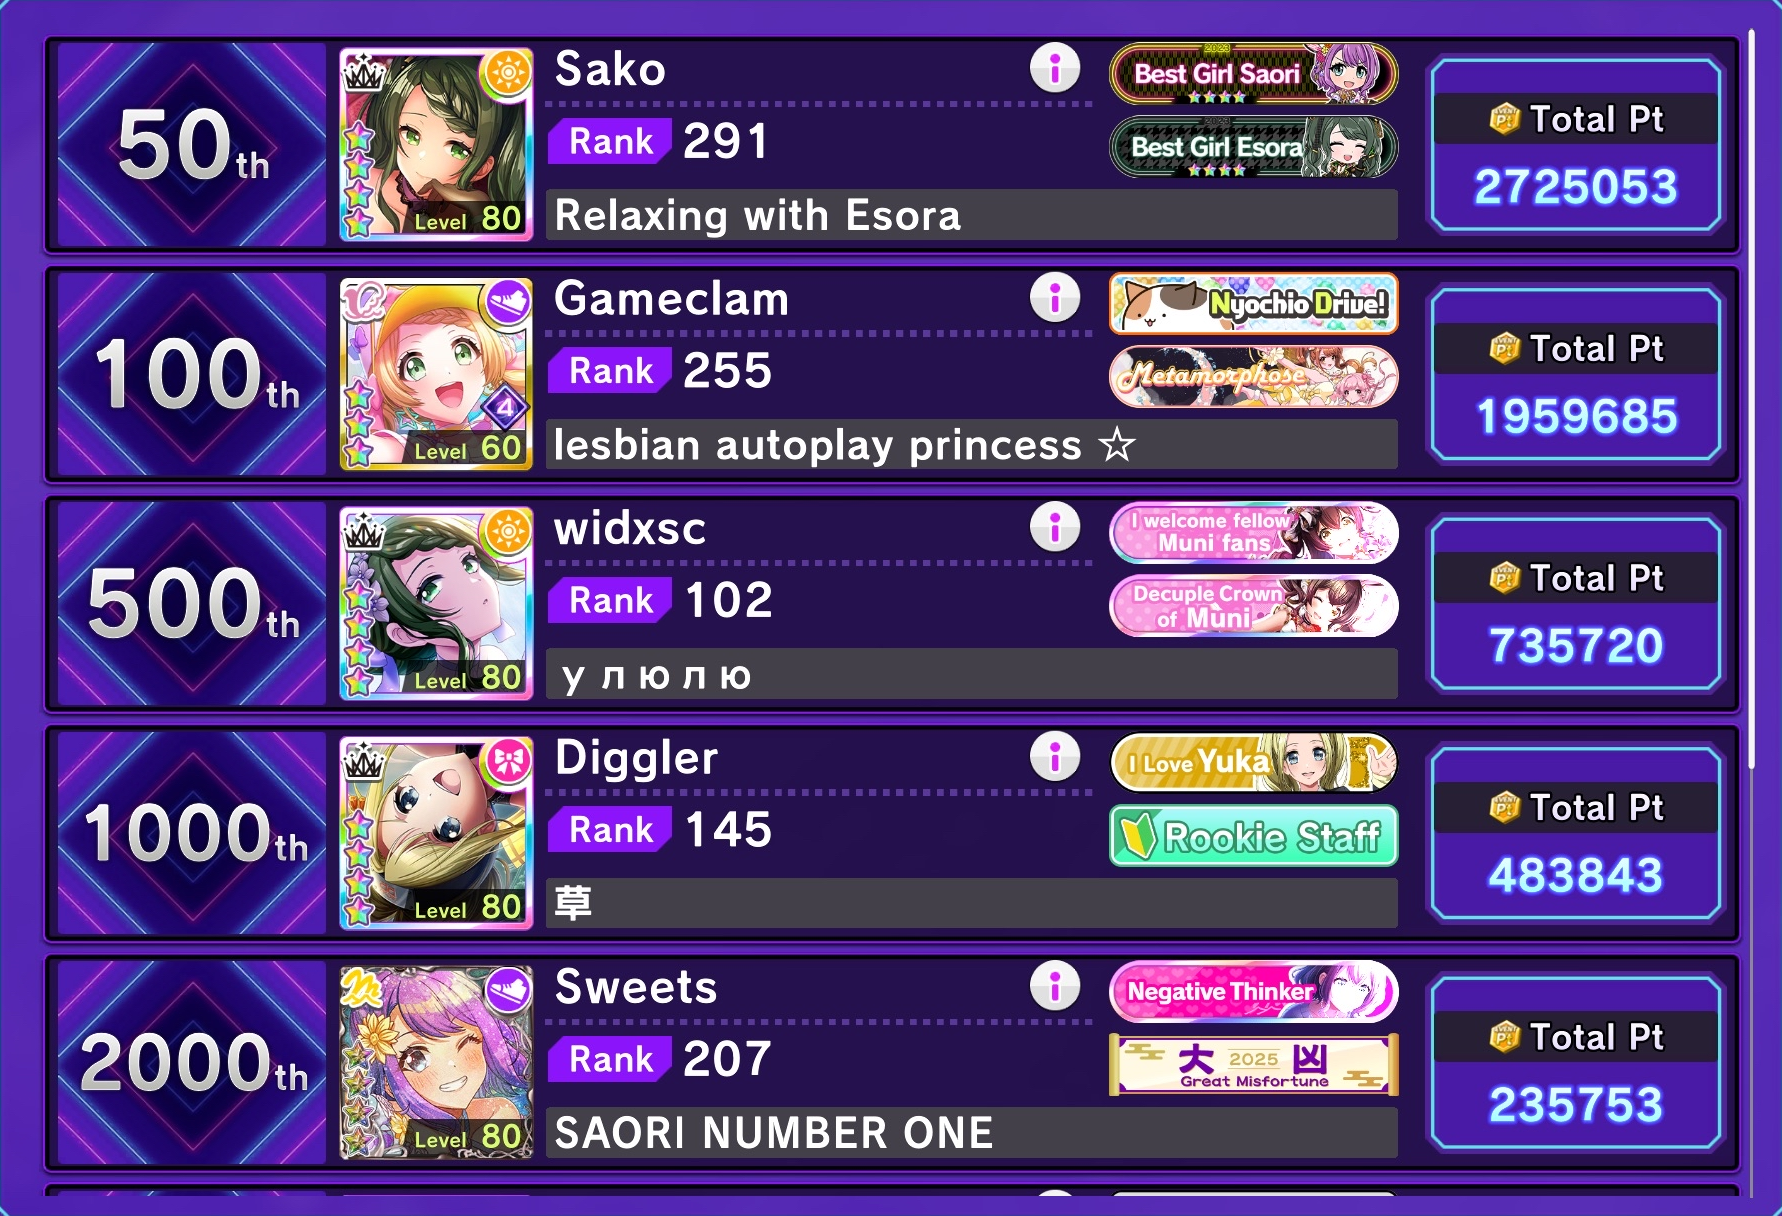 50th
Sako
Rank 291
Relaxing with Esora
Level 80
2023
Best Girl Saori
2023
Best Girl Esora
Total Pt
2725053
100th
Gameclam
Rank 255
lesbian autoplay princess ☆
4
Level 60
Nyochio Drive!
Metamorphose
Total Pt
1959685
500th
widxsc
Rank 102
у л ю л ю
Level 80
I welcome fellow
Muni fans
Decuple Crown
of Muni
Total Pt
735720
1000th
Diggler
Rank 145
草
Level 80
I Love Yuka
Rookie Staff
Total Pt
483843
2000th
Sweets
Rank 207
SAORI NUMBER ONE
Level 80
Negative Thinker
大 2025 凶
Great Misfortune
Total Pt
235753